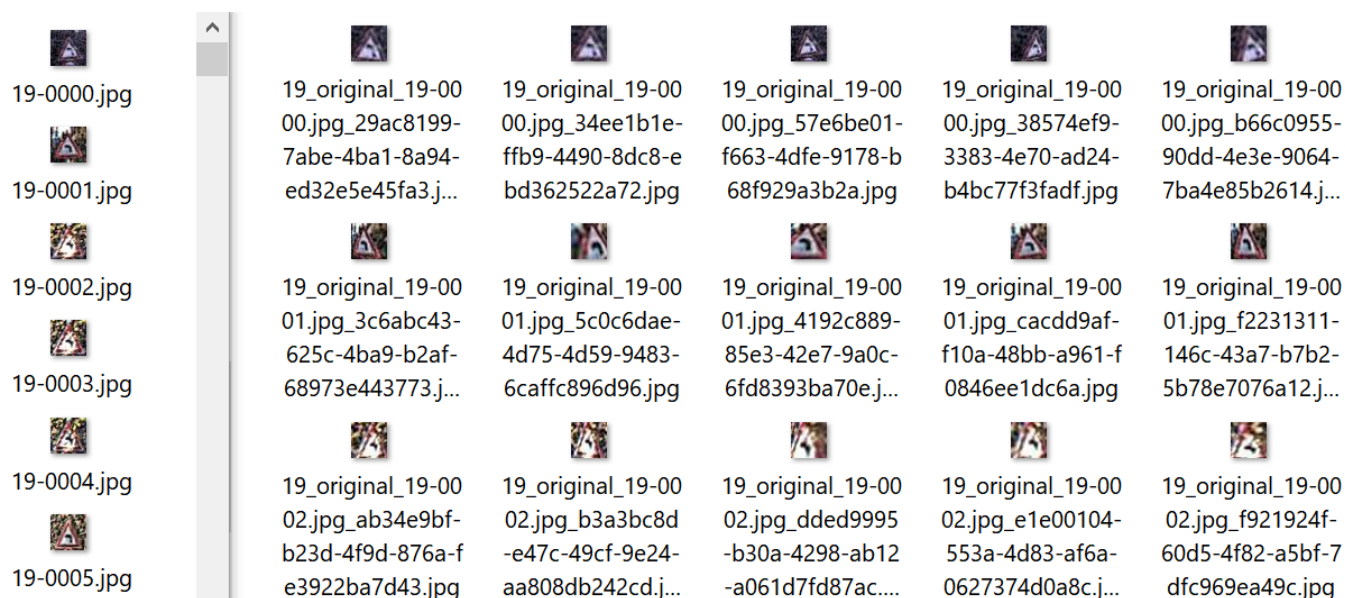 19-0000.jpg
19-0001.jpg
19-0002.jpg
19-0003.jpg
19-0004.jpg
19-0005.jpg
19_original_19-00
00.jpg_29ac8199-
7abe-4ba1-8a94-
ed32e5e45fa3.j...
19_original_19-00
00.jpg_34ee1b1e-
ffb9-4490-8dc8-e
bd362522a72.jpg
19_original_19-00
00.jpg_57e6be01-
f663-4dfe-9178-b
68f929a3b2a.jpg
19_original_19-00
00.jpg_38574ef9-
3383-4e70-ad24-
b4bc77f3fadf.jpg
19_original_19-00
00.jpg_b66c0955-
90dd-4e3e-9064-
7ba4e85b2614.j...
19_original_19-00
01.jpg_3c6abc43-
625c-4ba9-b2af-
68973e443773.j...
19_original_19-00
01.jpg_5c0c6dae-
4d75-4d59-9483-
6caffc896d96.jpg
19_original_19-00
01.jpg_4192c889-
85e3-42e7-9a0c-
6fd8393ba70e.j...
19_original_19-00
01.jpg_cacdd9af-
f10a-48bb-a961-f
0846ee1dc6a.jpg
19_original_19-00
01.jpg_f2231311-
146c-43a7-b7b2-
5b78e7076a12.j...
19_original_19-00
02.jpg_ab34e9bf-
b23d-4f9d-876a-f
e3922ba7d43.jpg
19_original_19-00
02.jpg_b3a3bc8d
-e47c-49cf-9e24-
aa808db242cd.j...
19_original_19-00
02.jpg_dded9995
-b30a-4298-ab12
-a061d7fd87ac....
19_original_19-00
02.jpg_e1e00104-
553a-4d83-af6a-
0627374d0a8c.j...
19_original_19-00
02.jpg_f921924f-
60d5-4f82-a5bf-7
dfc969ea49c.jpg